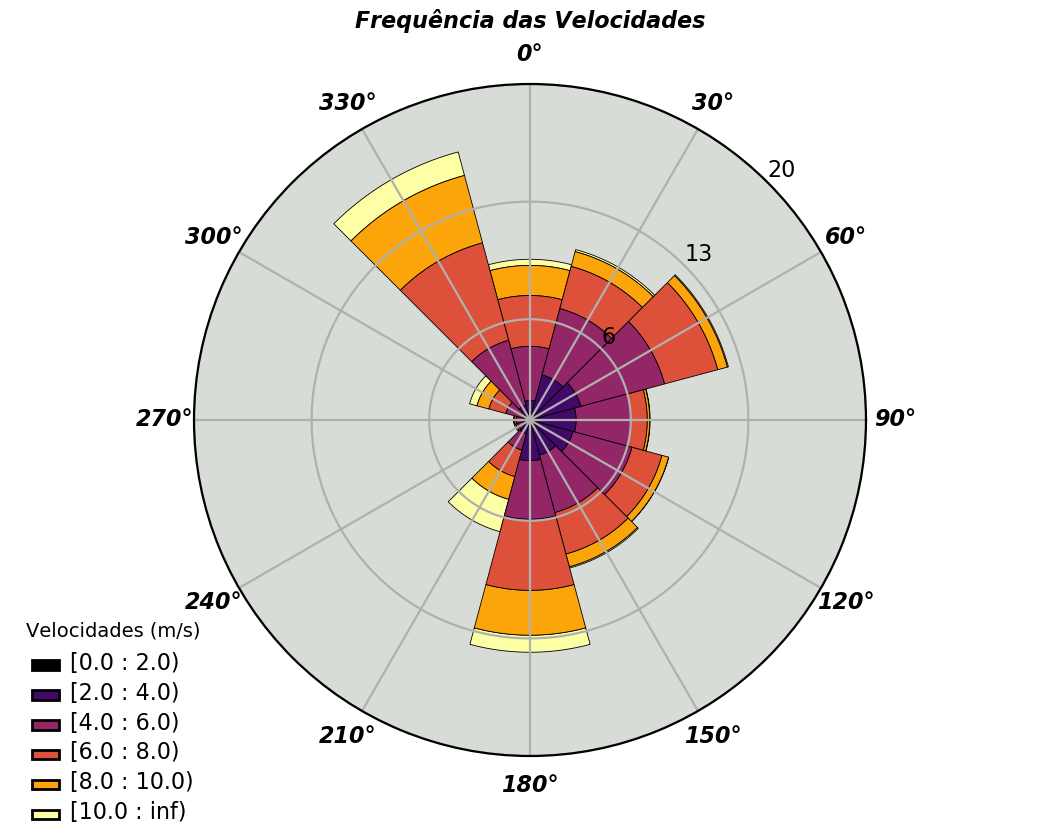 Frequência das Velocidades
0°
330°
30°
20
300°
60°
13
6
270°
90°
240°
120°
210°
150°
180°
Velocidades (m/s)
[0.0 : 2.0)
[2.0 : 4.0)
[4.0 : 6.0)
[6.0 : 8.0)
[8.0 : 10.0)
[10.0 : inf)